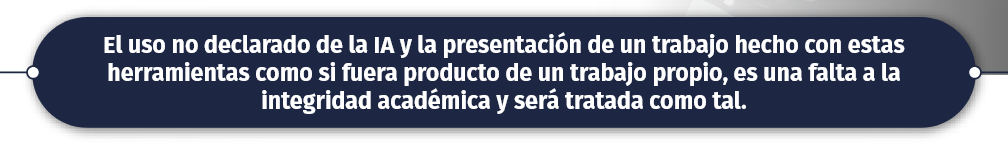 El uso no declarado de la IA y la presentación de un trabajo hecho con estas
herramientas como si fuera producto de un trabajo propio, es una falta a la
integridad académica y será tratada como tal.